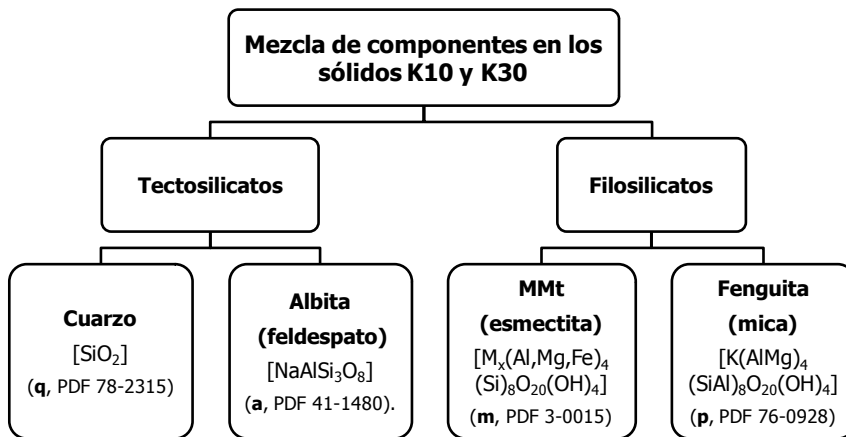 Mezcla de componentes en los
sólidos K10 y K30
Tectosilicatos
Filosilicatos
Cuarzo
[SiO₂]
(q, PDF 78-2315)
Albita
(feldespato)
[NaAlSi₃O₈]
(a, PDF 41-1480).
MMt
(esmectita)
[Mₓ(Al,Mg,Fe)₄
(Si)₈O₂₀(OH)₄]
(m, PDF 3-0015)
Fenguita
(mica)
[K(AlMg)₄
(SiAl)₈O₂₀(OH)₄]
(p, PDF 76-0928)